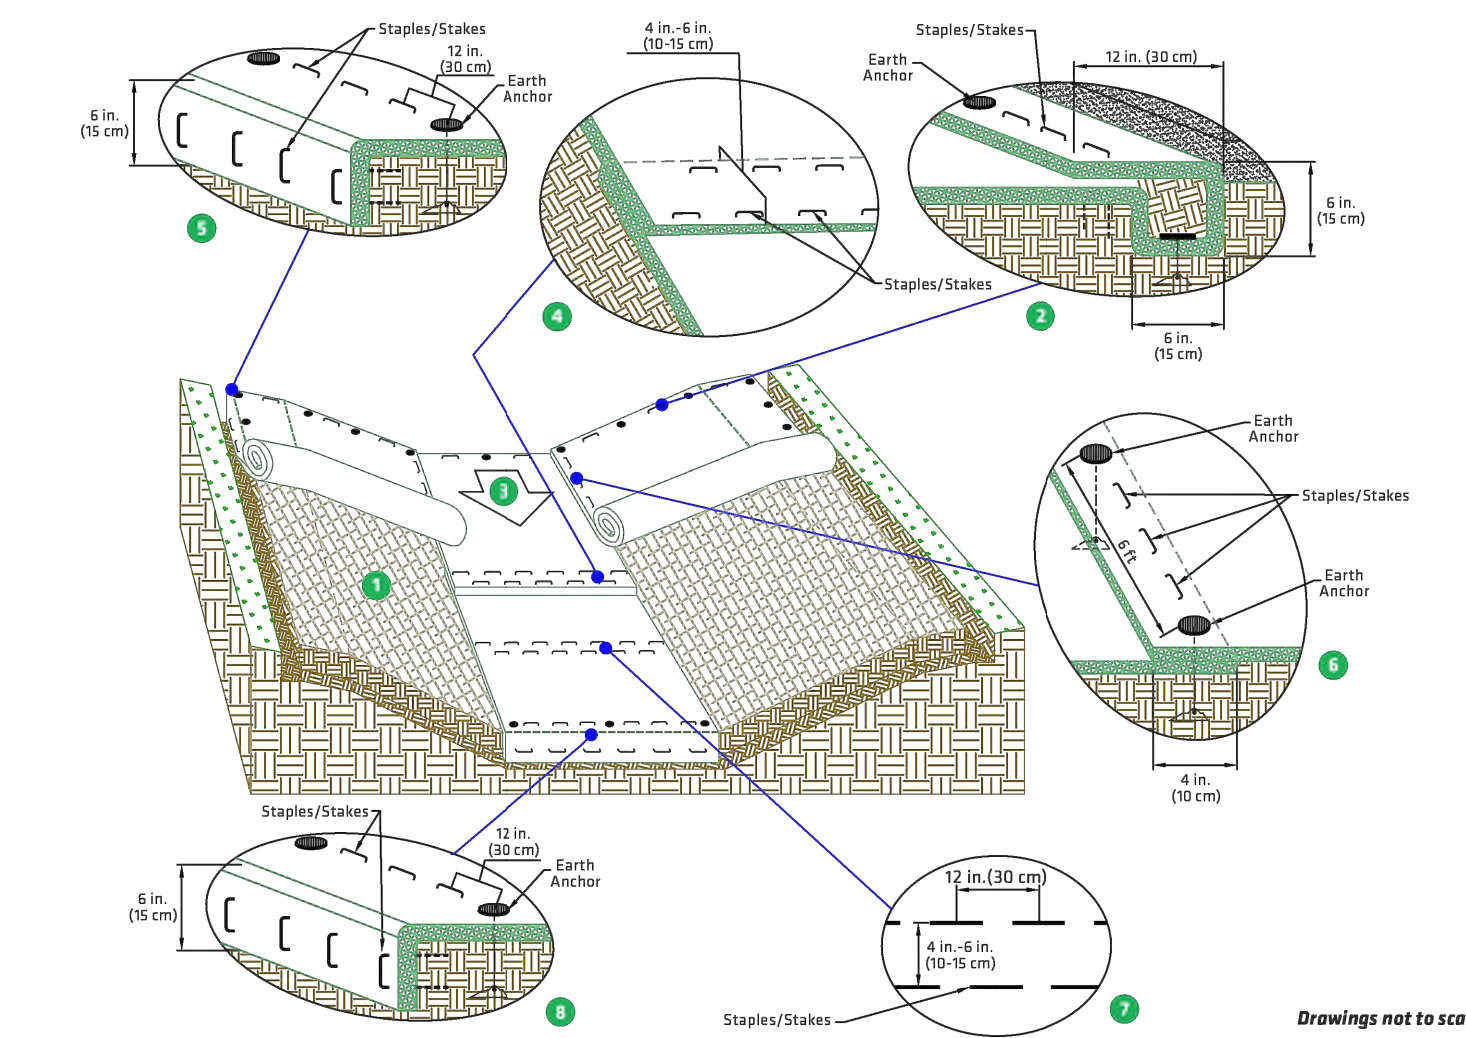 Staples/Stakes
12 in.
(30 cm)
Earth
Anchor
6 in.
(15 cm)
5
4 in.-6 in.
(10-15 cm)
Staples/Stakes
4
Staples/Stakes
Earth
Anchor
12 in. (30 cm)
6 in.
(15 cm)
6 in.
(15 cm)
2
3
1
Earth
Anchor
Staples/Stakes
6 ft
Earth
Anchor
4 in.
(10 cm)
6
Staples/Stakes
12 in.
(30 cm)
Earth
Anchor
6 in.
(15 cm)
8
12 in.(30 cm)
4 in.-6 in.
(10-15 cm)
Staples/Stakes
7
Drawings not to sca